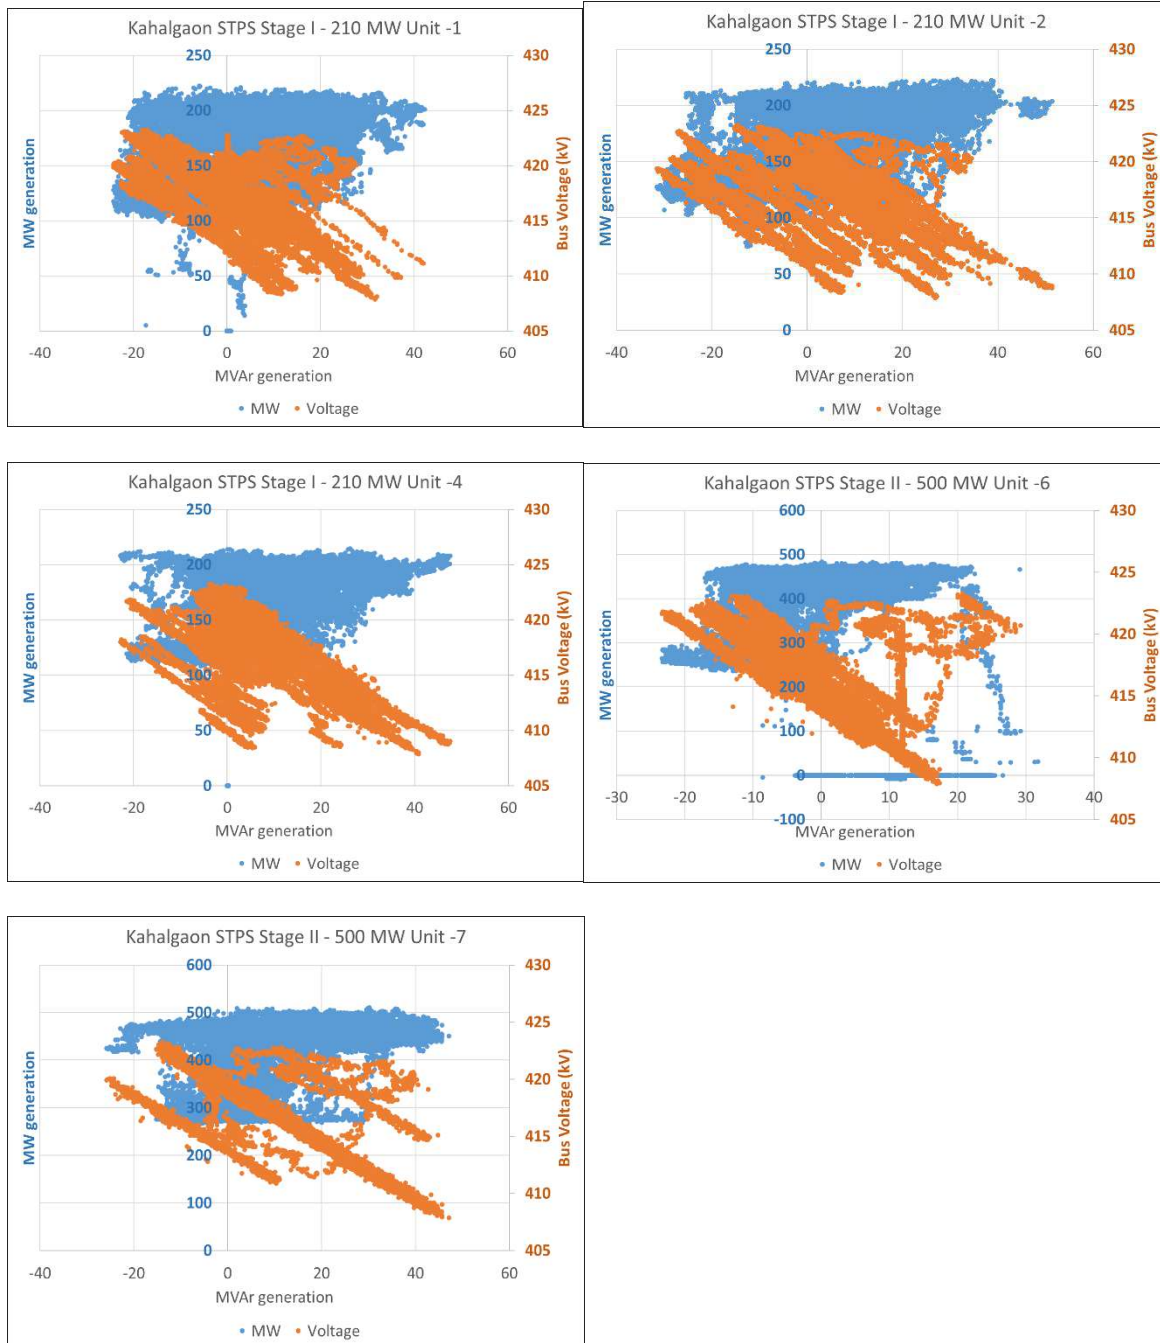 Kahalgaon STPS Stage I - 210 MW Unit -1
250
200
150
100
50
0
430
425
420
415
410
405
-40 -20 0 20 40 60
MW generation
Bus Voltage (kV)
MVAr generation
MW Voltage
Kahalgaon STPS Stage I - 210 MW Unit -2
250
200
150
100
50
0
430
425
420
415
410
405
-40 -20 0 20 40 60
MW generation
Bus Voltage (kV)
MVAr generation
MW Voltage
Kahalgaon STPS Stage I - 210 MW Unit -4
250
200
150
100
50
0
430
425
420
415
410
405
-40 -20 0 20 40 60
MW generation
Bus Voltage (kV)
MVAr generation
MW Voltage
Kahalgaon STPS Stage II - 500 MW Unit -6
600
500
400
300
200
100
0
-100
430
425
420
415
410
405
-30 -20 -10 0 10 20 30 40
MW generation
Bus Voltage (kV)
MVAr generation
MW Voltage
Kahalgaon STPS Stage II - 500 MW Unit -7
600
500
400
300
200
100
0
430
425
420
415
410
405
-40 -20 0 20 40 60
MW generation
Bus Voltage (kV)
MVAr generation
MW Voltage